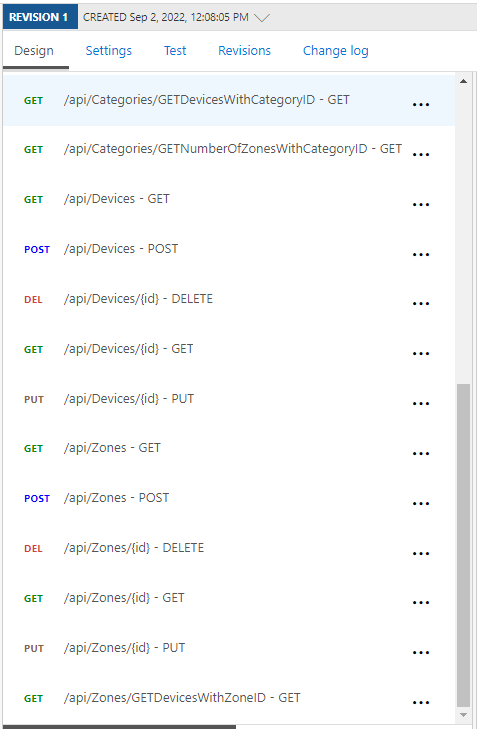 REVISION 1 CREATED Sep 2, 2022, 12:08:05 PM
Design Settings Test Revisions Change log
GET /api/Categories/GETDevicesWithCategoryID - GET ...
GET /api/Categories/GETNumberOfZonesWithCategoryID - GET ...
GET /api/Devices - GET ...
POST /api/Devices - POST ...
DEL /api/Devices/{id} - DELETE ...
GET /api/Devices/{id} - GET ...
PUT /api/Devices/{id} - PUT ...
GET /api/Zones - GET ...
POST /api/Zones - POST ...
DEL /api/Zones/{id} - DELETE ...
GET /api/Zones/{id} - GET ...
PUT /api/Zones/{id} - PUT ...
GET /api/Zones/GETDevicesWithZoneID - GET ...